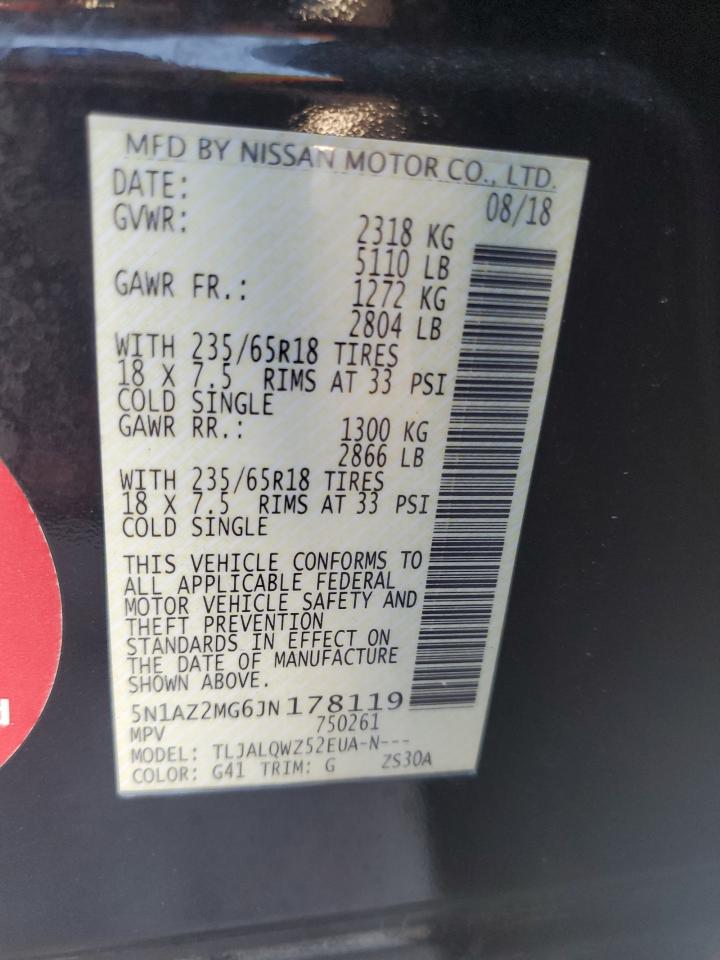 MFD BY NISSAN MOTOR CO., LTD.
DATE: 08/18
GVWR: 2318 KG
5110 LB
GAWR FR.: 1272 KG
2804 LB
WITH 235/65R18 TIRES
18 X 7.5 RIMS AT 33 PSI
COLD SINGLE
GAWR RR.: 1300 KG
2866 LB
WITH 235/65R18 TIRES
18 X 7.5 RIMS AT 33 PSI
COLD SINGLE
THIS VEHICLE CONFORMS TO
ALL APPLICABLE FEDERAL
MOTOR VEHICLE SAFETY AND
THEFT PREVENTION
STANDARDS IN EFFECT ON
THE DATE OF MANUFACTURE
SHOWN ABOVE.
5N1AZ2MG6JN178119
MPV 750261
MODEL: TLJALQWZ52EUA-N---
COLOR: G41 TRIM: G ZS30A